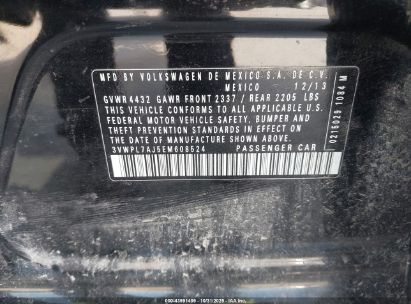 MFD BY VOLKSWAGEN DE MEXICO S.A. DE C.V.
MEXICO 12/13
GVWR 4432 GAWR FRONT 2337 / REAR 2205 LBS
THIS VEHICLE CONFORMS TO ALL APPLICABLE U.S.
FEDERAL MOTOR VEHICLE SAFETY, BUMPER AND
THEFT PREVENTION STANDARDS IN EFFECT ON THE
DATE OF MANUFACTURE SHOWN ABOVE.
3VWPL7AJ5EM608524 PASSENGER CAR
0215029 1084 M